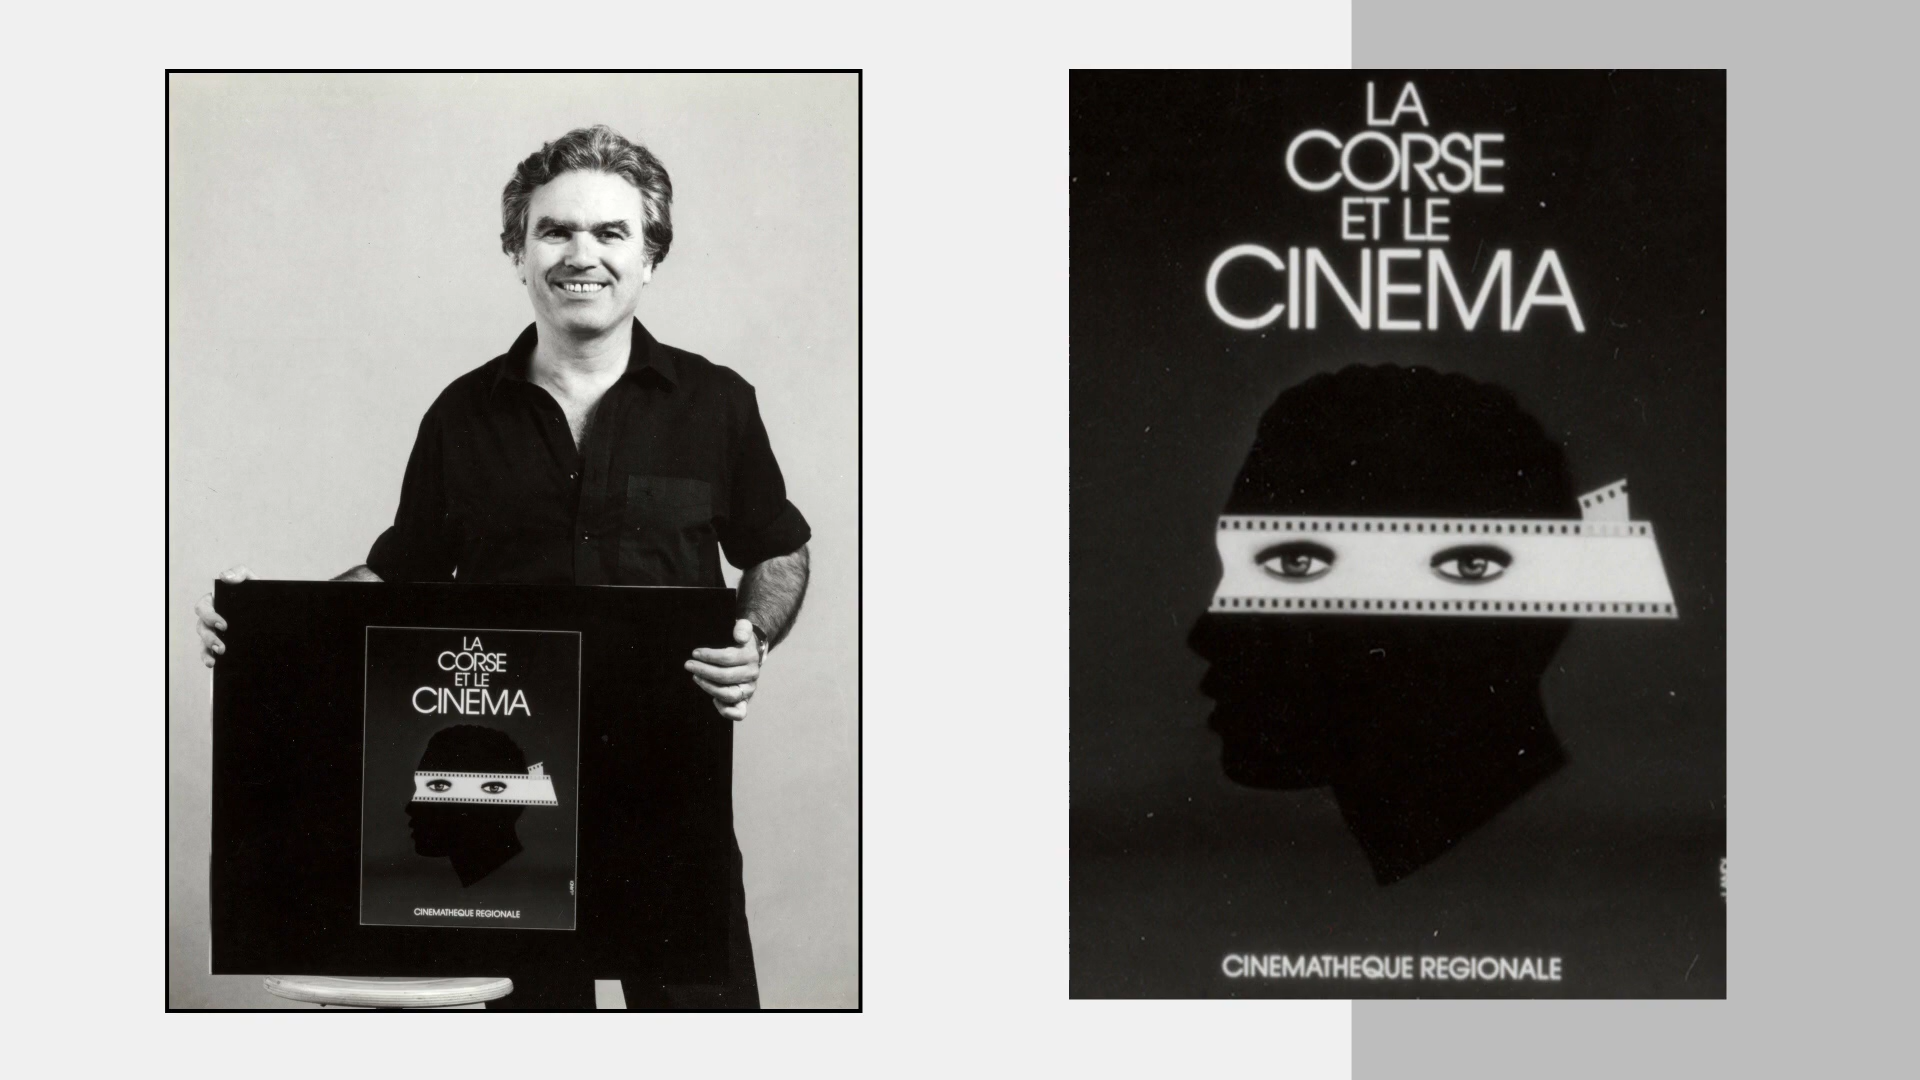 LA
CORSE
ET LE
CINEMA
CINEMATHEQUE REGIONALE
LA
CORSE
ET LE
CINEMA
CINEMATHEQUE REGIONALE